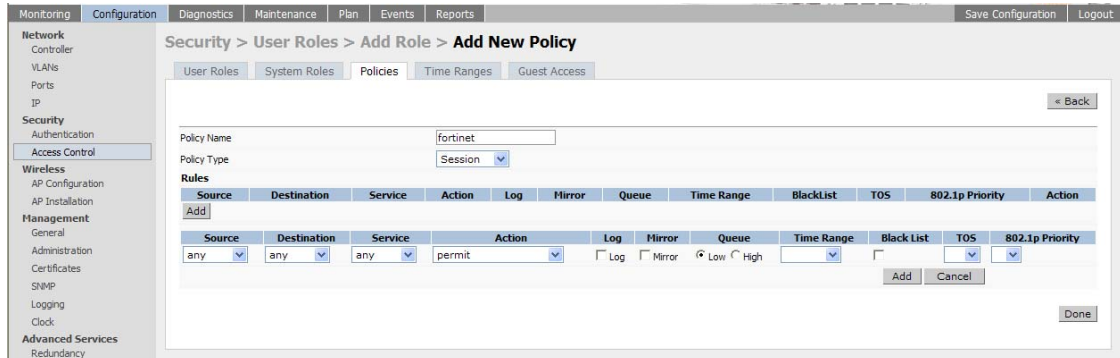 Monitoring Configuration Diagnostics Maintenance Plan Events Reports Save Configuration Logout
Network
Controller
VLANs
Ports
IP
Security
Authentication
Access Control
Wireless
AP Configuration
AP Installation
Management
General
Administration
Certificates
SNMP
Logging
Clock
Advanced Services
Redundancy
Security > User Roles > Add Role > Add New Policy
User Roles System Roles Policies Time Ranges Guest Access
« Back
Policy Name fortinet
Policy Type Session
Rules
Source Destination Service Action Log Mirror Queue Time Range BlackList TOS 802.1p Priority Action
Add
Source Destination Service Action Log Mirror Queue Time Range Black List TOS 802.1p Priority
any any any permit Log Mirror Low High
Add Cancel
Done